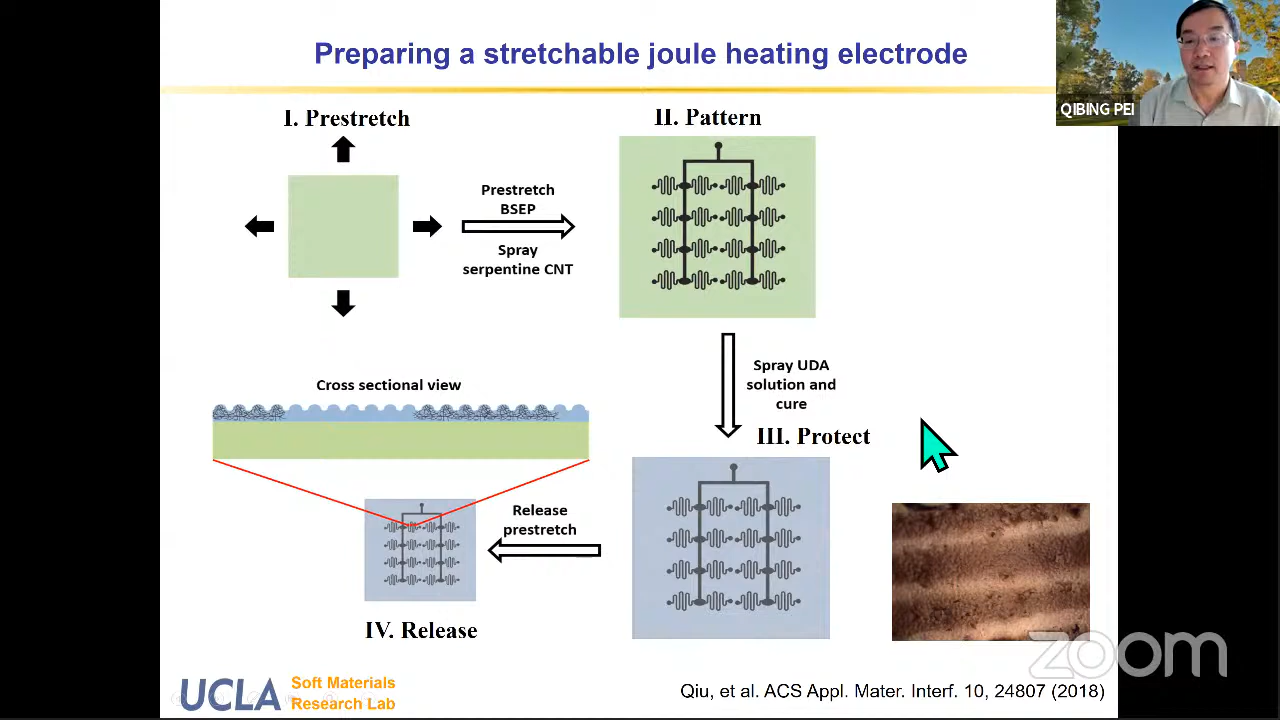 Preparing a stretchable joule heating electrode
QIBING PEI
I. Prestretch
II. Pattern
Prestretch
BSEP
Spray
serpentine CNT
Spray UDA
solution and
cure
III. Protect
Cross sectional view
Release
prestretch
IV. Release
zoom
UCLA
Soft Materials
Research Lab
Qiu, et al. ACS Appl. Mater. Interf. 10, 24807 (2018)